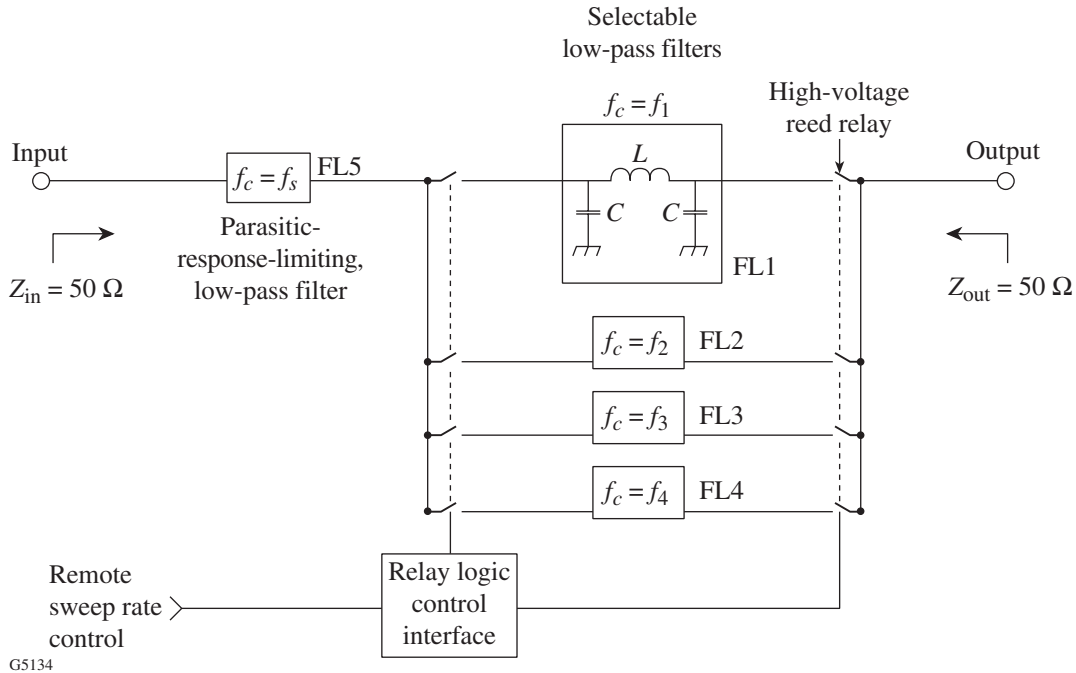 Selectable
low-pass filters
f_c = f_1
High-voltage
reed relay
Input
f_c = f_s
FL5
L
Output
C
C
Parasitic-
response-limiting,
low-pass filter
FL1
Z_in = 50 Ω
Z_out = 50 Ω
f_c = f_2
FL2
f_c = f_3
FL3
f_c = f_4
FL4
Remote
sweep rate
control
Relay logic
control
interface
G5134